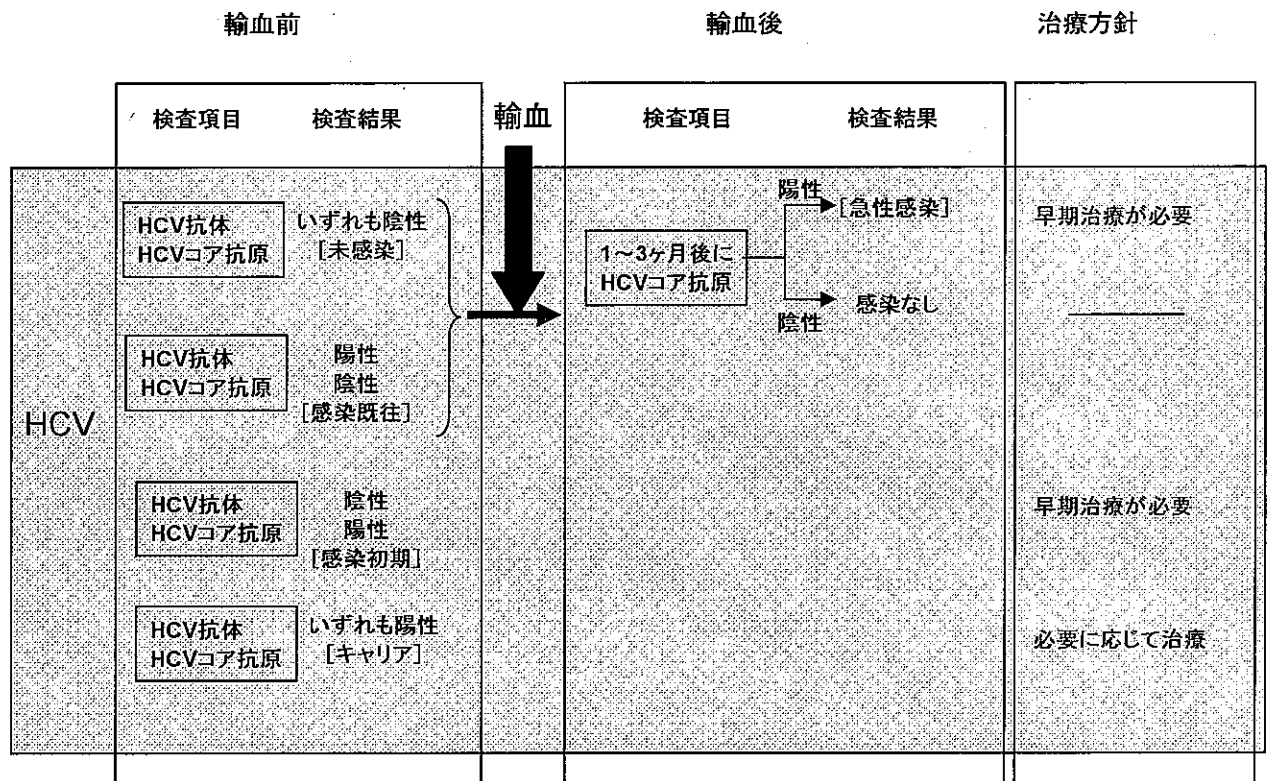 輸血前
輸血後
治療方針
検査項目
検査結果
輸血
検査項目
検査結果
HCV
HCV抗体
HCVコア抗原
いずれも陰性
[未感染]
HCV抗体
HCVコア抗原
陽性
陰性
[感染既往]
HCV抗体
HCVコア抗原
陰性
陽性
[感染初期]
HCV抗体
HCVコア抗原
いずれも陽性
[キャリア]
1~3ヶ月後に
HCVコア抗原
陽性
[急性感染]
陰性
感染なし
早期治療が必要
早期治療が必要
必要に応じて治療